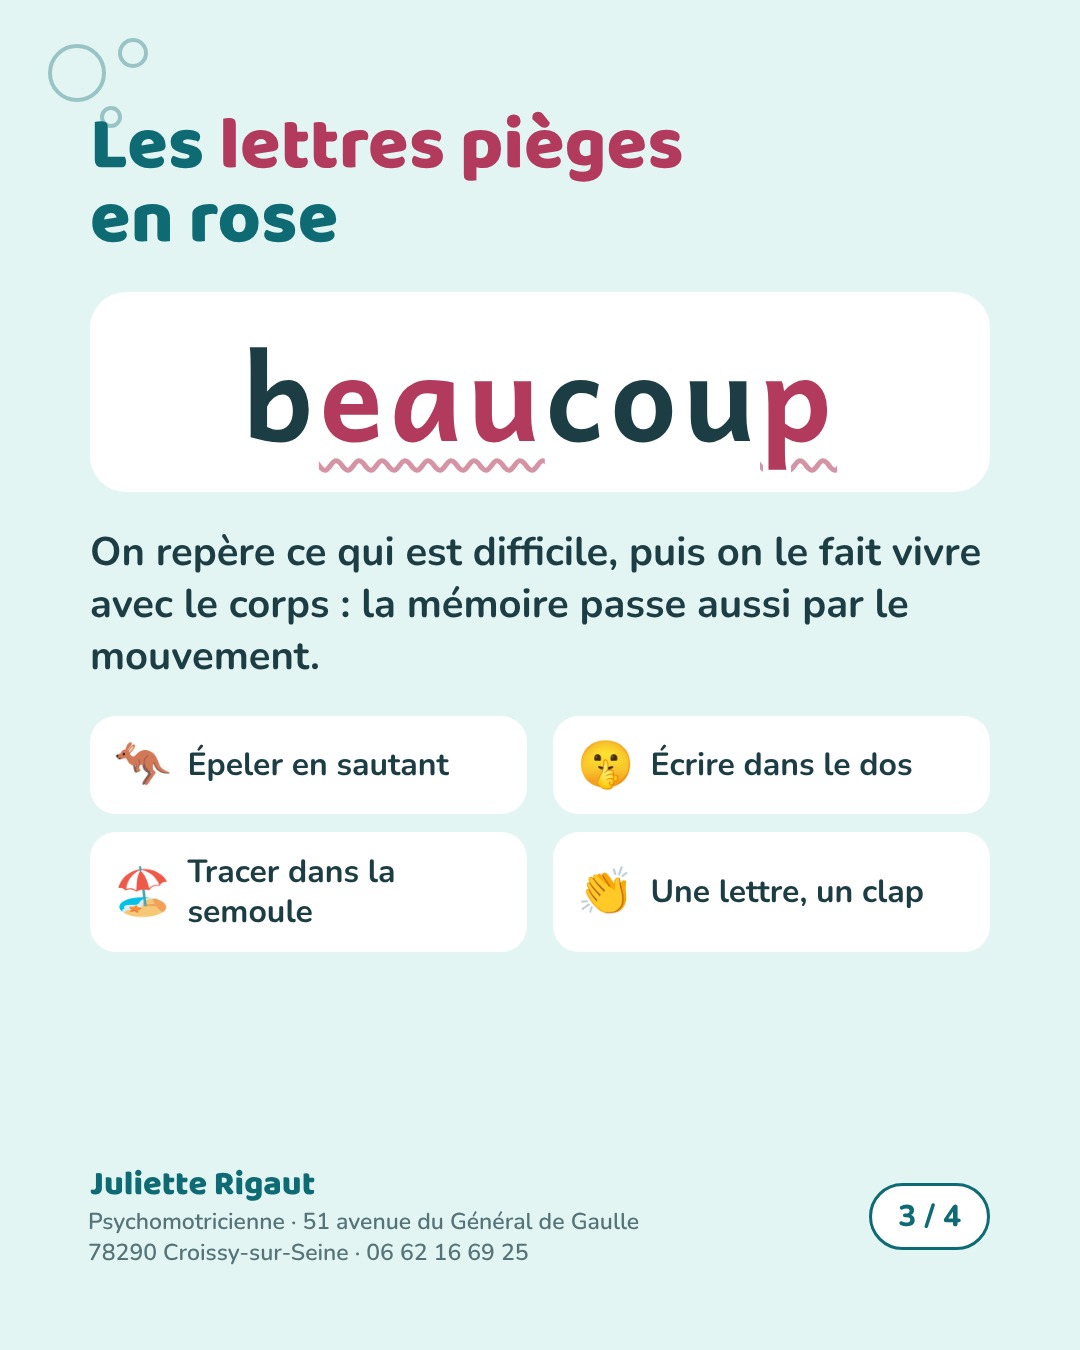 Les lettres pièges
en rose
beaucoup
On repère ce qui est difficile, puis on le fait vivre
avec le corps : la mémoire passe aussi par le
mouvement.
Épeler en sautant
Écrire dans le dos
Tracer dans la
semoule
Une lettre, un clap
Juliette Rigaut
Psychomotricienne · 51 avenue du Général de Gaulle
78290 Croissy-sur-Seine · 06 62 16 69 25
3 / 4